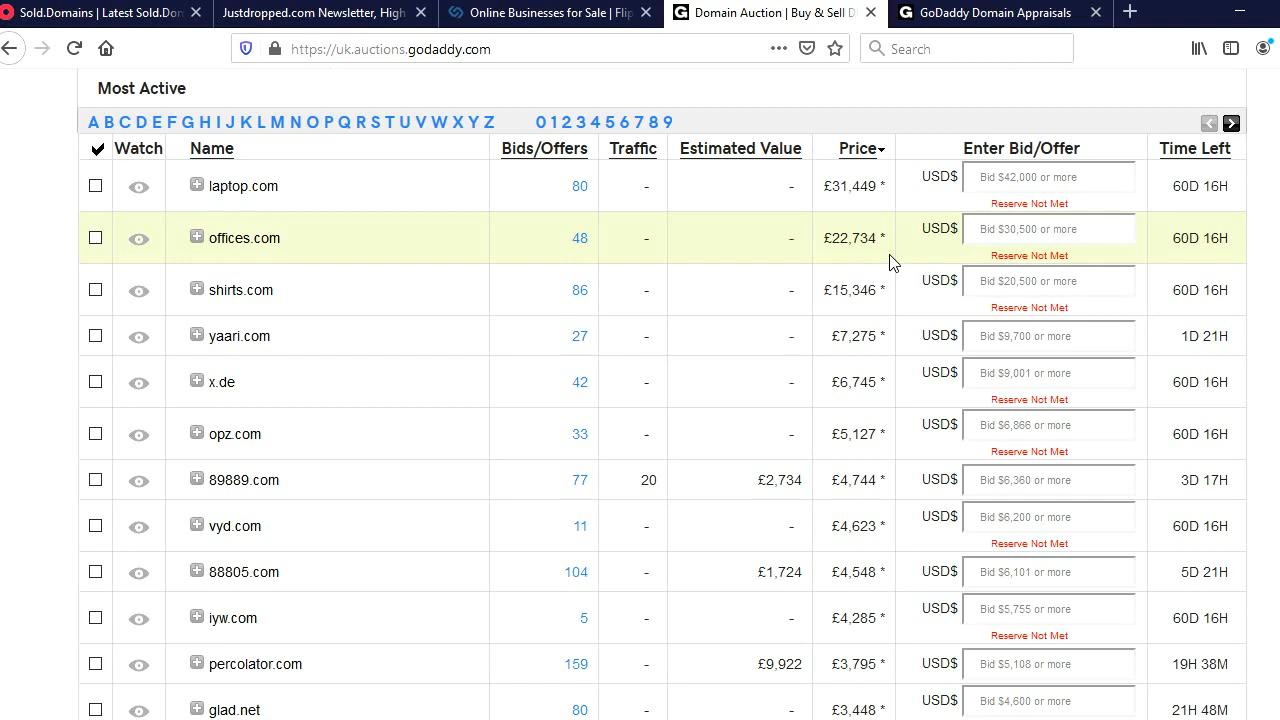 Sold.Domains | Latest Sold.Don
Justdropped.com Newsletter, High
Online Businesses for Sale | Flip
Domain Auction | Buy & Sell D
GoDaddy Domain Appraisals
https://uk.auctions.godaddy.com
Search
Most Active
A B C D E F G H I J K L M N O P Q R S T U V W X Y Z 0 1 2 3 4 5 6 7 8 9
Watch Name Bids/Offers Traffic Estimated Value Price Enter Bid/Offer Time Left
laptop.com 80 - - £31,449 * USD$ Bid $42,000 or more 60D 16H
Reserve Not Met
offices.com 48 - - £22,734 * USD$ Bid $30,500 or more 60D 16H
Reserve Not Met
shirts.com 86 - - £15,346 * USD$ Bid $20,500 or more 60D 16H
Reserve Not Met
yaari.com 27 - - £7,275 * USD$ Bid $9,700 or more 1D 21H
x.de 42 - - £6,745 * USD$ Bid $9,001 or more 60D 16H
Reserve Not Met
opz.com 33 - - £5,127 * USD$ Bid $6,866 or more 60D 16H
Reserve Not Met
89889.com 77 20 £2,734 £4,744 * USD$ Bid $6,360 or more 3D 17H
vyd.com 11 - - £4,623 * USD$ Bid $6,200 or more 60D 16H
Reserve Not Met
88805.com 104 - £1,724 £4,548 * USD$ Bid $6,101 or more 5D 21H
iyw.com 5 - - £4,285 * USD$ Bid $5,755 or more 60D 16H
Reserve Not Met
percolator.com 159 - £9,922 £3,795 * USD$ Bid $5,108 or more 19H 38M
glad.net 80 - - £3,448 * USD$ Bid $4,600 or more 21H 48M